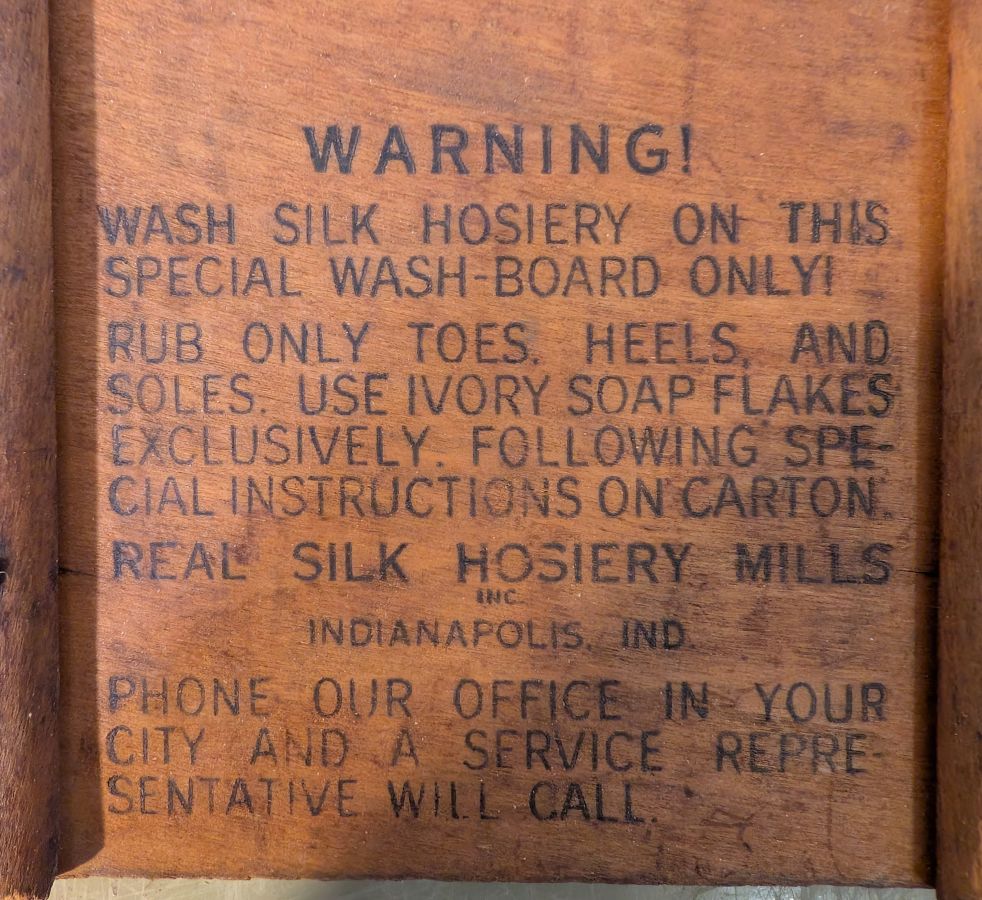 WARNING!
WASH SILK HOSIERY ON THIS
SPECIAL WASH-BOARD ONLY!
RUB ONLY TOES, HEELS, AND
SOLES. USE IVORY SOAP FLAKES
EXCLUSIVELY. FOLLOWING SPE-
CIAL INSTRUCTIONS ON CARTON.
REAL SILK HOSIERY MILLS
INC.
INDIANAPOLIS, IND.
PHONE OUR OFFICE IN YOUR
CITY AND A SERVICE REPRE-
SENTATIVE WILL CALL.